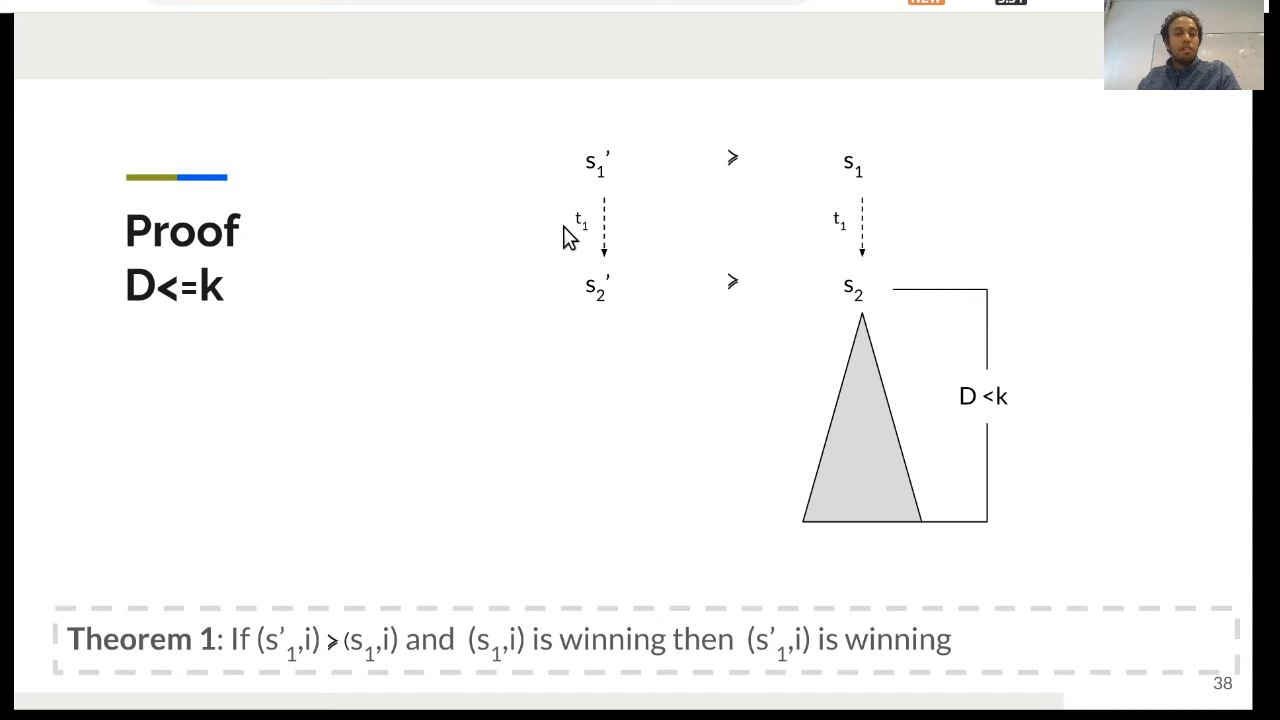 s1’ ⩾ s1
t1 t1
Proof
D<=k
s2’ ⩾ s2
D <k
Theorem 1: If (s’1,i) ⩾ (s1,i) and (s1,i) is winning then (s’1,i) is winning
38